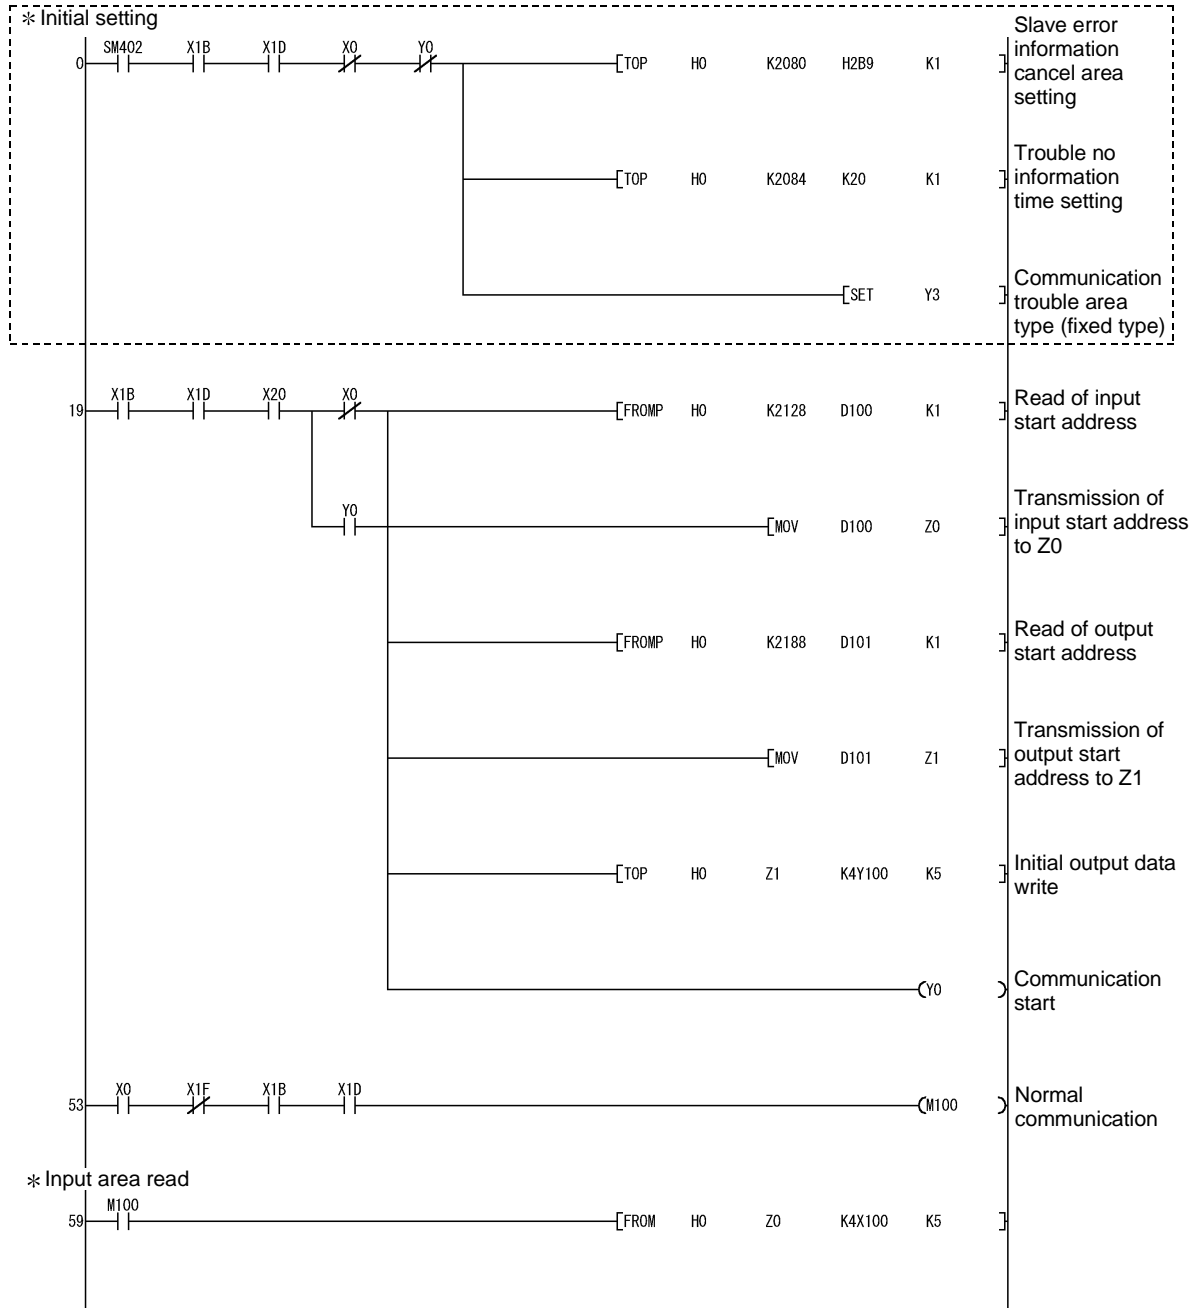 * Initial setting
SM402 X1B X1D X0 Y0
0 TOP H0 K2080 H2B9 K1
Slave error
information
cancel area
setting
TOP H0 K2084 K20 K1
Trouble no
information
time setting
SET Y3
Communication
trouble area
type (fixed type)
X1B X1D X20 X0
19 FROMP H0 K2128 D100 K1
Read of input
start address
Y0
MOV D100 Z0
Transmission of
input start address
to Z0
FROMP H0 K2188 D101 K1
Read of output
start address
MOV D101 Z1
Transmission of
output start
address to Z1
TOP H0 Z1 K4Y100 K5
Initial output data
write
Y0
Communication
start
X0 X1F X1B X1D
53 M100
Normal
communication
* Input area read
M100
59 FROM H0 Z0 K4X100 K5